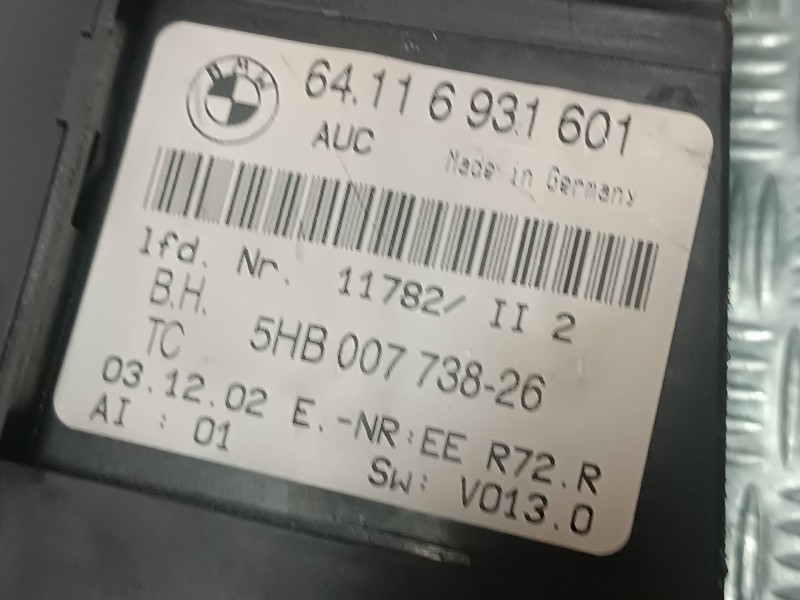 BMW
64.11 6 931 601
AUC
Made in Germany
lfd. Nr. 11782/ II 2
B.H.
TC 5HB 007 738-26
03.12.02 E.-NR:EE R72.R
AI : 01 SW: V013.0